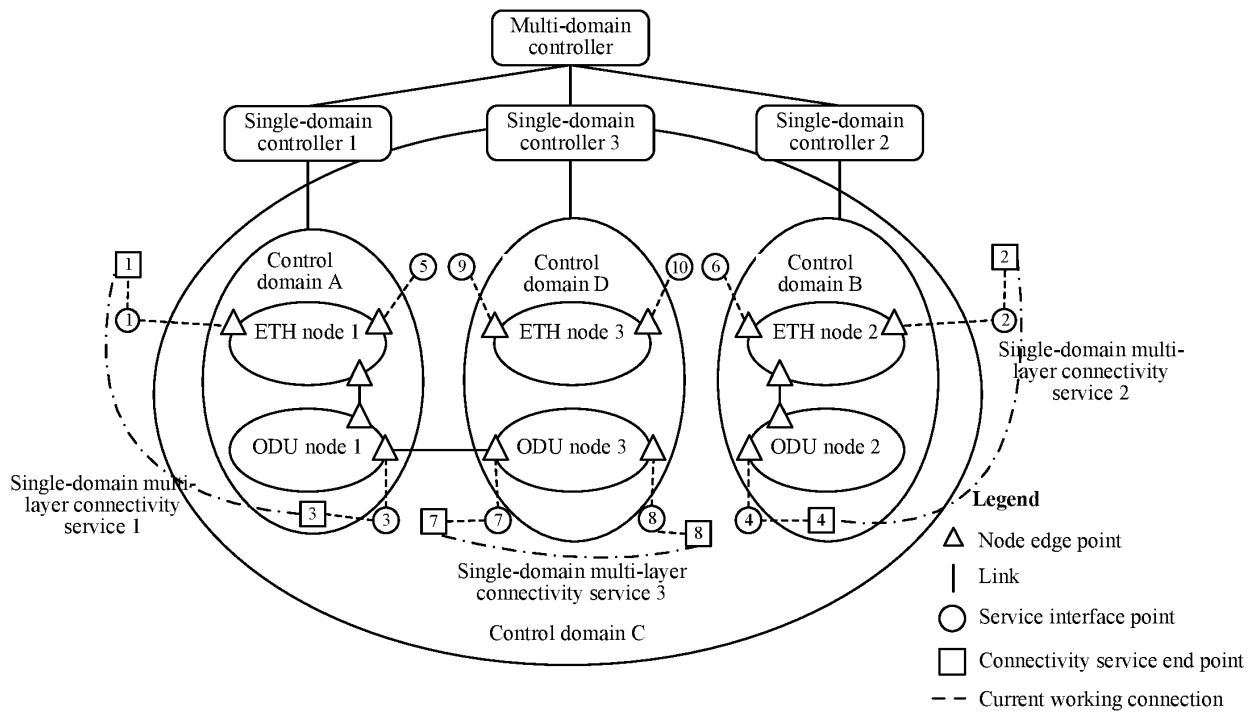 Multi-domain
controller
Single-domain
controller 1
Single-domain
controller 3
Single-domain
controller 2
1
Control
domain A
5
9
Control
domain D
10
6
Control
domain B
2
1
ETH node 1
ETH node 3
ETH node 2
2
Single-domain multi-
layer connectivity
service 2
ODU node 1
ODU node 3
ODU node 2
Single-domain multi-
layer connectivity
service 1
3
3
7
7
8
8
4
4
Single-domain multi-layer
connectivity service 3
Control domain C
Legend
Node edge point
Link
Service interface point
Connectivity service end point
Current working connection